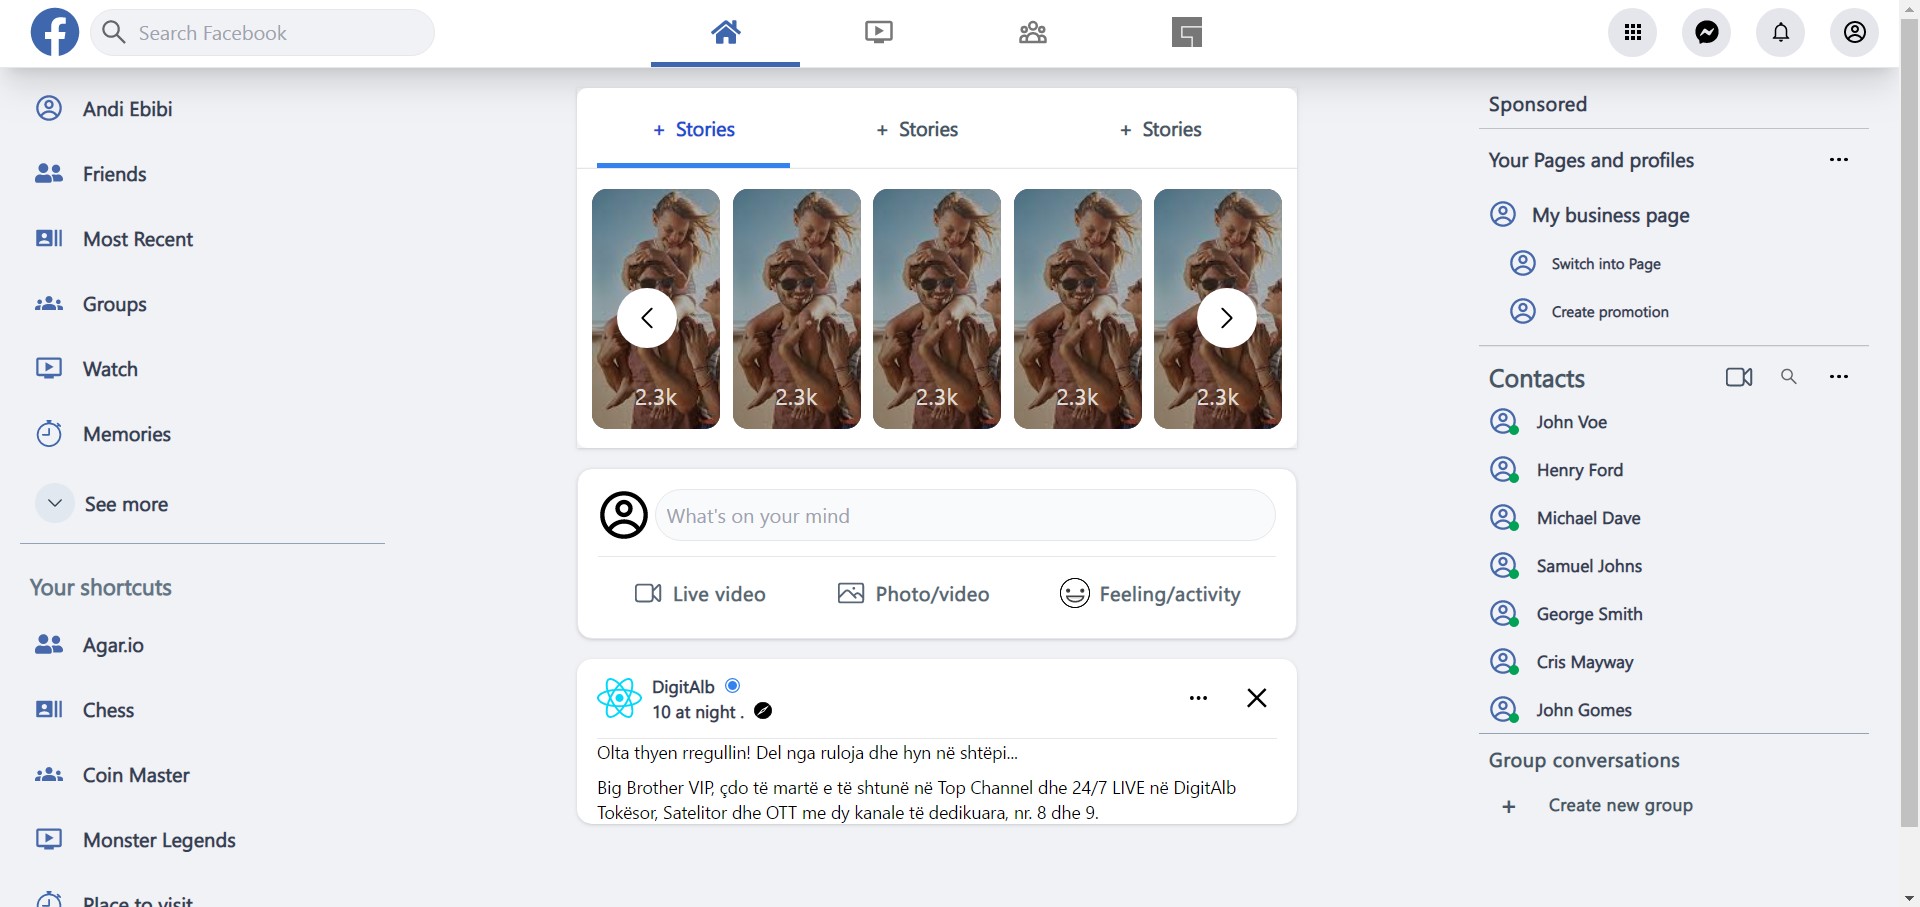 Search Facebook
Andi Ebibi
Friends
Most Recent
Groups
Watch
Memories
See more
Your shortcuts
Agar.io
Chess
Coin Master
Monster Legends
Place to visit
+ Stories
+ Stories
+ Stories
2.3k
2.3k
2.3k
2.3k
2.3k
What's on your mind
Live video
Photo/video
Feeling/activity
DigitAlb
10 at night .
Olta thyen rregullin! Del nga ruloja dhe hyn në shtëpi...
Big Brother VIP, çdo të martë e të shtunë në Top Channel dhe 24/7 LIVE në DigitAlb
Tokësor, Satelitor dhe OTT me dy kanale të dedikuara, nr. 8 dhe 9.
Sponsored
Your Pages and profiles
My business page
Switch into Page
Create promotion
Contacts
John Voe
Henry Ford
Michael Dave
Samuel Johns
George Smith
Cris Mayway
John Gomes
Group conversations
+ Create new group